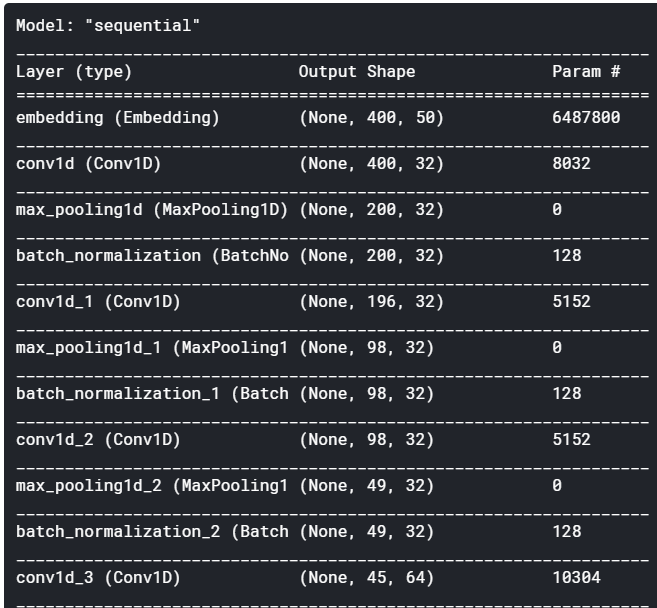 Model: "sequential"
_________________________________________________________________
Layer (type)                 Output Shape              Param #
=================================================================
embedding (Embedding)        (None, 400, 50)           6487800
_________________________________________________________________
conv1d (Conv1D)              (None, 400, 32)           8032
_________________________________________________________________
max_pooling1d (MaxPooling1D) (None, 200, 32)           0
_________________________________________________________________
batch_normalization (BatchNo (None, 200, 32)           128
_________________________________________________________________
conv1d_1 (Conv1D)            (None, 196, 32)           5152
_________________________________________________________________
max_pooling1d_1 (MaxPooling1 (None, 98, 32)            0
_________________________________________________________________
batch_normalization_1 (Batch (None, 98, 32)            128
_________________________________________________________________
conv1d_2 (Conv1D)            (None, 98, 32)            5152
_________________________________________________________________
max_pooling1d_2 (MaxPooling1 (None, 49, 32)            0
_________________________________________________________________
batch_normalization_2 (Batch (None, 49, 32)            128
_________________________________________________________________
conv1d_3 (Conv1D)            (None, 45, 64)            10304
_________________________________________________________________